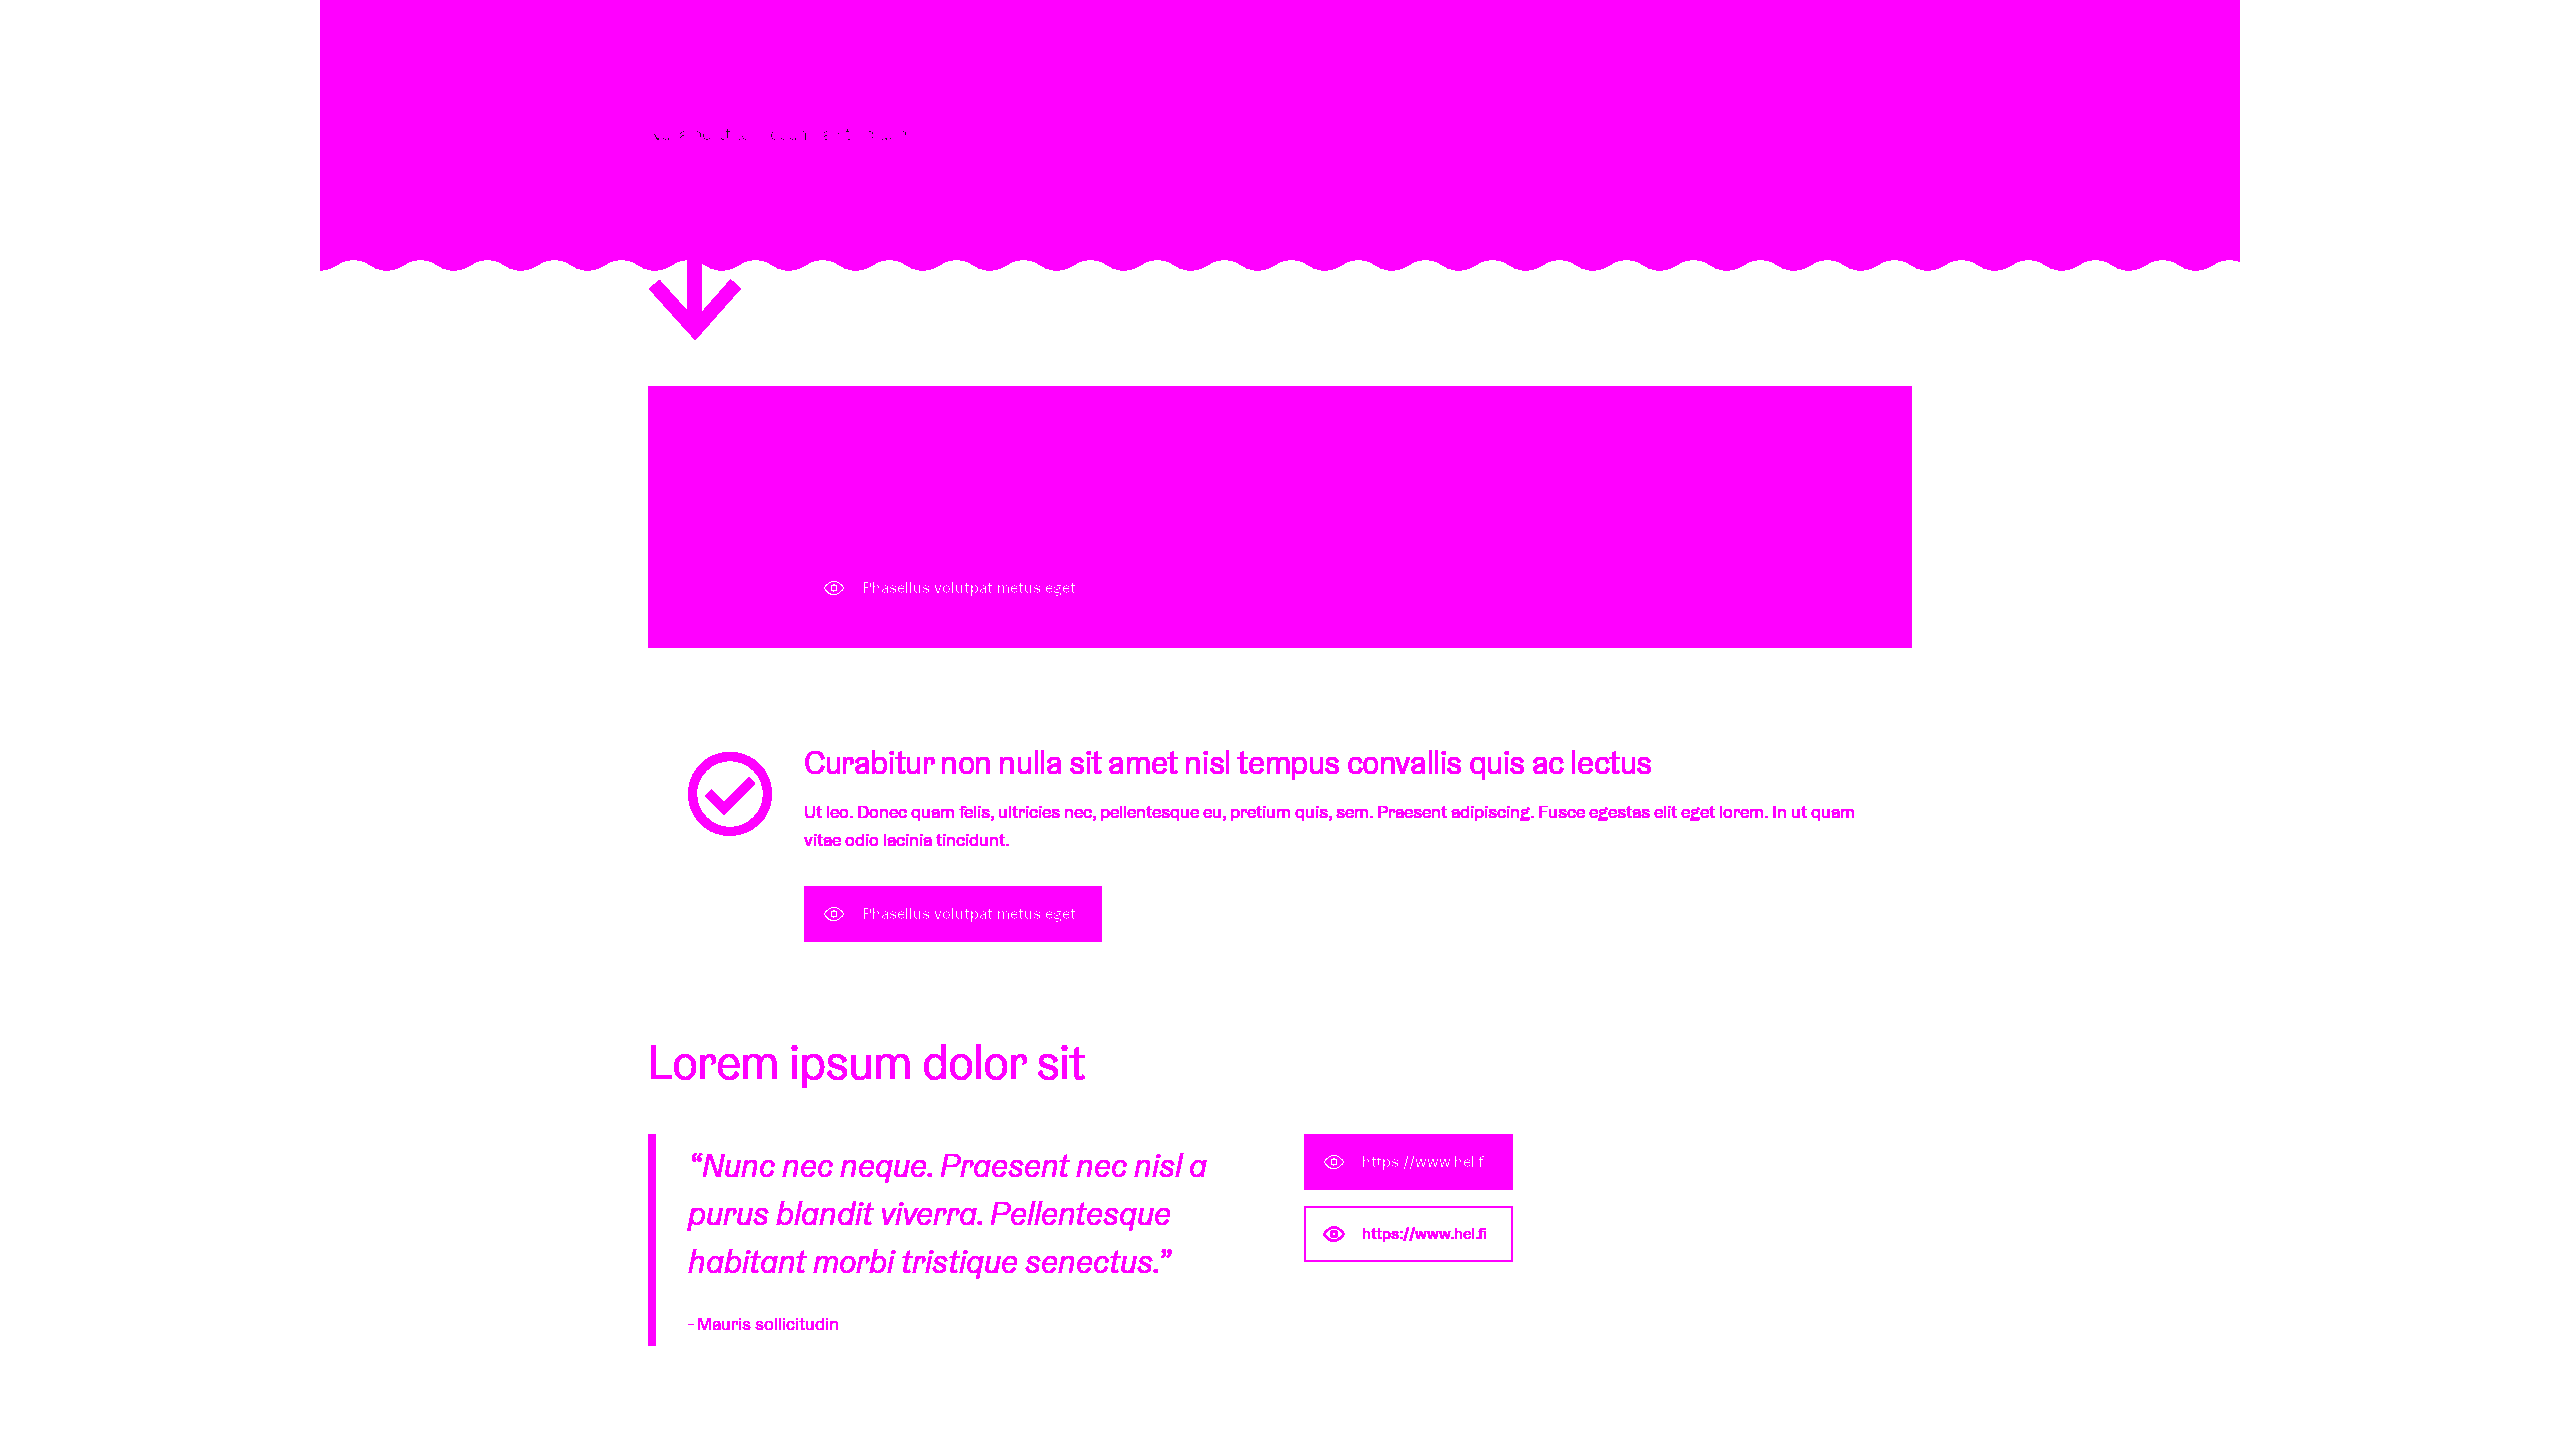 Phasellus volutpat metus eget
Curabitur non nulla sit amet nisl tempus convallis quis ac lectus
Ut leo. Donec quam felis, ultricies nec, pellentesque eu, pretium quis, sem. Praesent adipiscing. Fusce egestas elit eget lorem. In ut quam
vitae odio lacinia tincidunt.
Phasellus volutpat metus eget
Lorem ipsum dolor sit
“Nunc nec neque. Praesent nec nisl a
purus blandit viverra. Pellentesque
habitant morbi tristique senectus.”
- Mauris sollicitudin
https://www.hel.fi
https://www.hel.fi